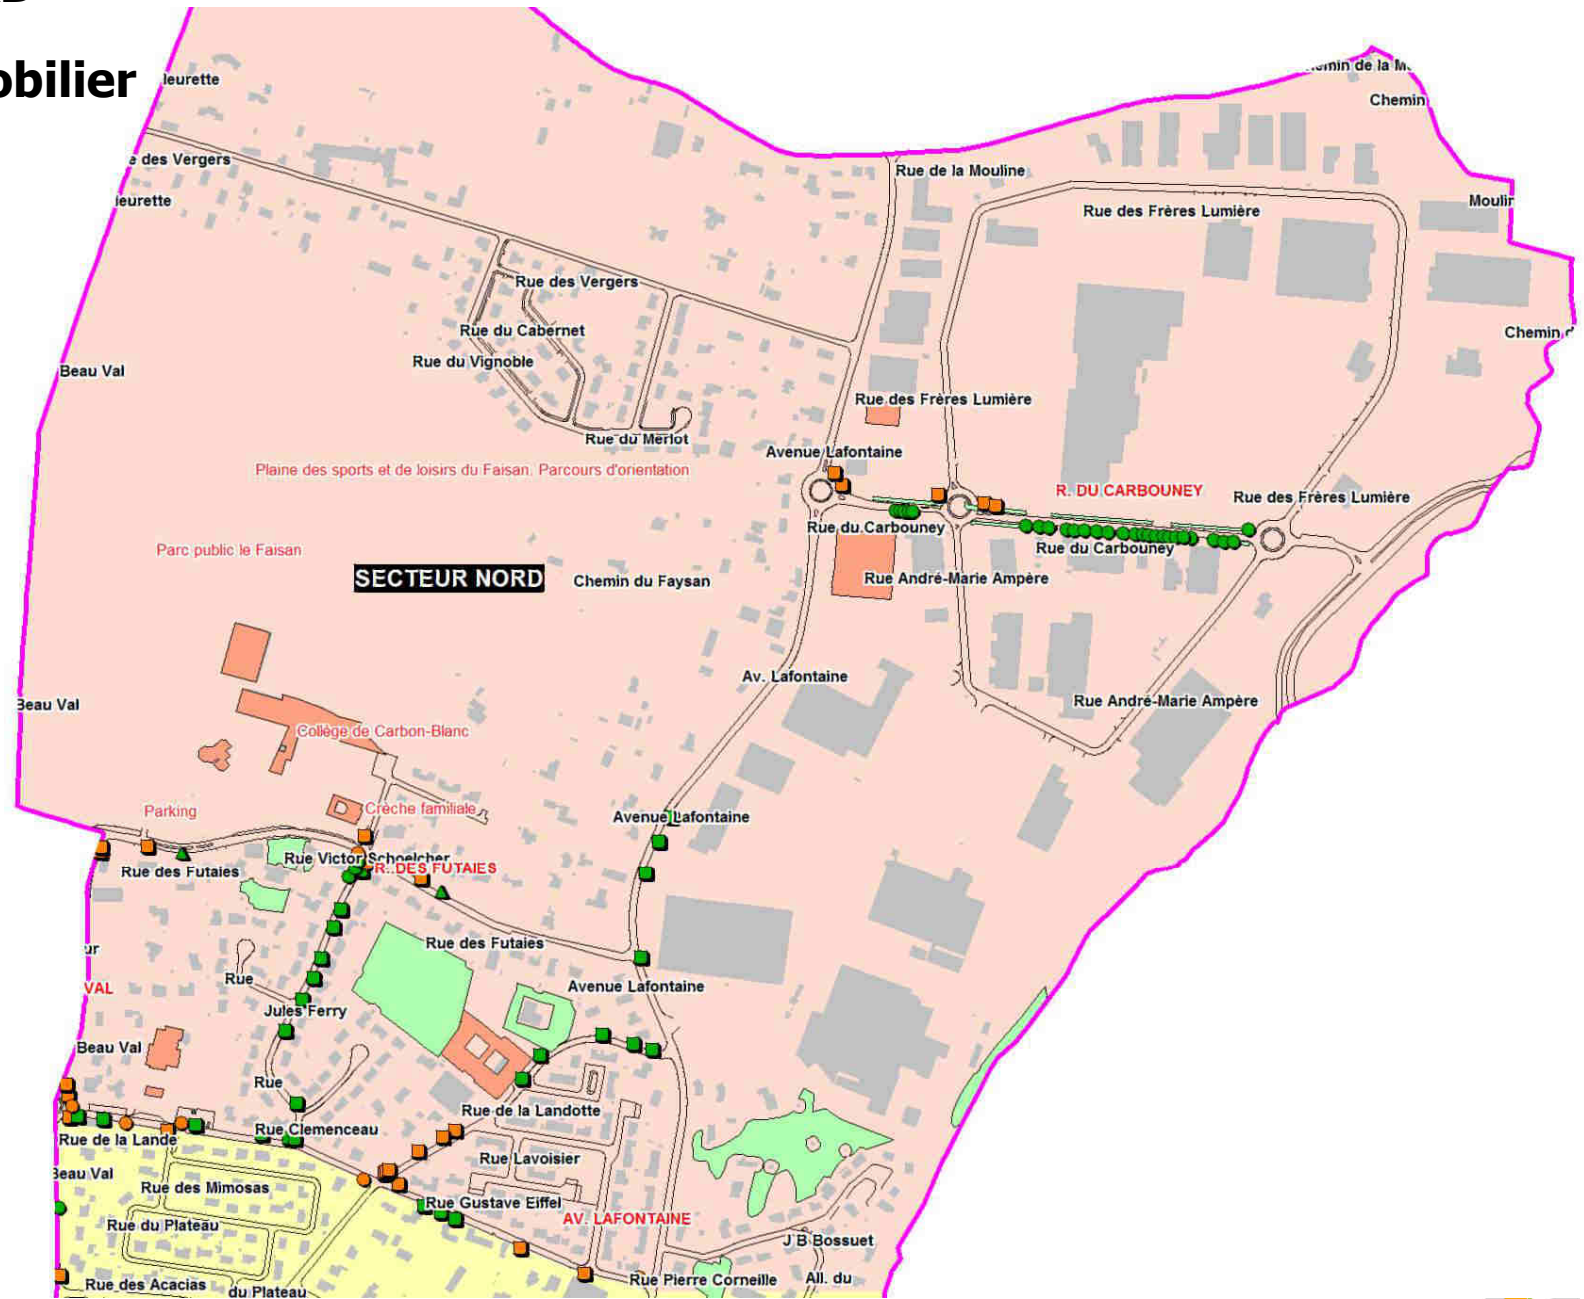 obilier
leurette
emin de la M
Chemin
e des Vergers
Rue de la Mouline
leurette
Rue des Frères Lumière
Moulin
Rue des Vergers
Rue du Cabernet
Chemin d
Rue du Vignoble
Beau Val
Rue des Frères Lumière
Rue du Merlot
Avenue Lafontaine
Plaine des sports et de loisirs du Faisan. Parcours d'orientation
R. DU CARBOUNEY
Rue des Frères Lumière
Rue du Carbouney
Parc public le Faisan
Rue du Carbouney
SECTEUR NORD
Chemin du Faysan
Rue André-Marie Ampère
Av. Lafontaine
Beau Val
Rue André-Marie Ampère
Collège de Carbon-Blanc
Parking
Crèche familiale
Avenue Lafontaine
Rue Victor Schoelcher
R. DES FUTAIES
Rue des Futaies
Rue des Futaies
ur
Rue
Avenue Lafontaine
VAL
Jules Ferry
Beau Val
Rue
Rue de la Landotte
Rue Clemenceau
Rue de la Lande
Rue Lavoisier
Beau Val
Rue des Mimosas
Rue Gustave Eiffel
AV. LAFONTAINE
Rue du Plateau
J B Bossuet
Rue Pierre Corneille
All. du
Rue des Acacias
du Plateau